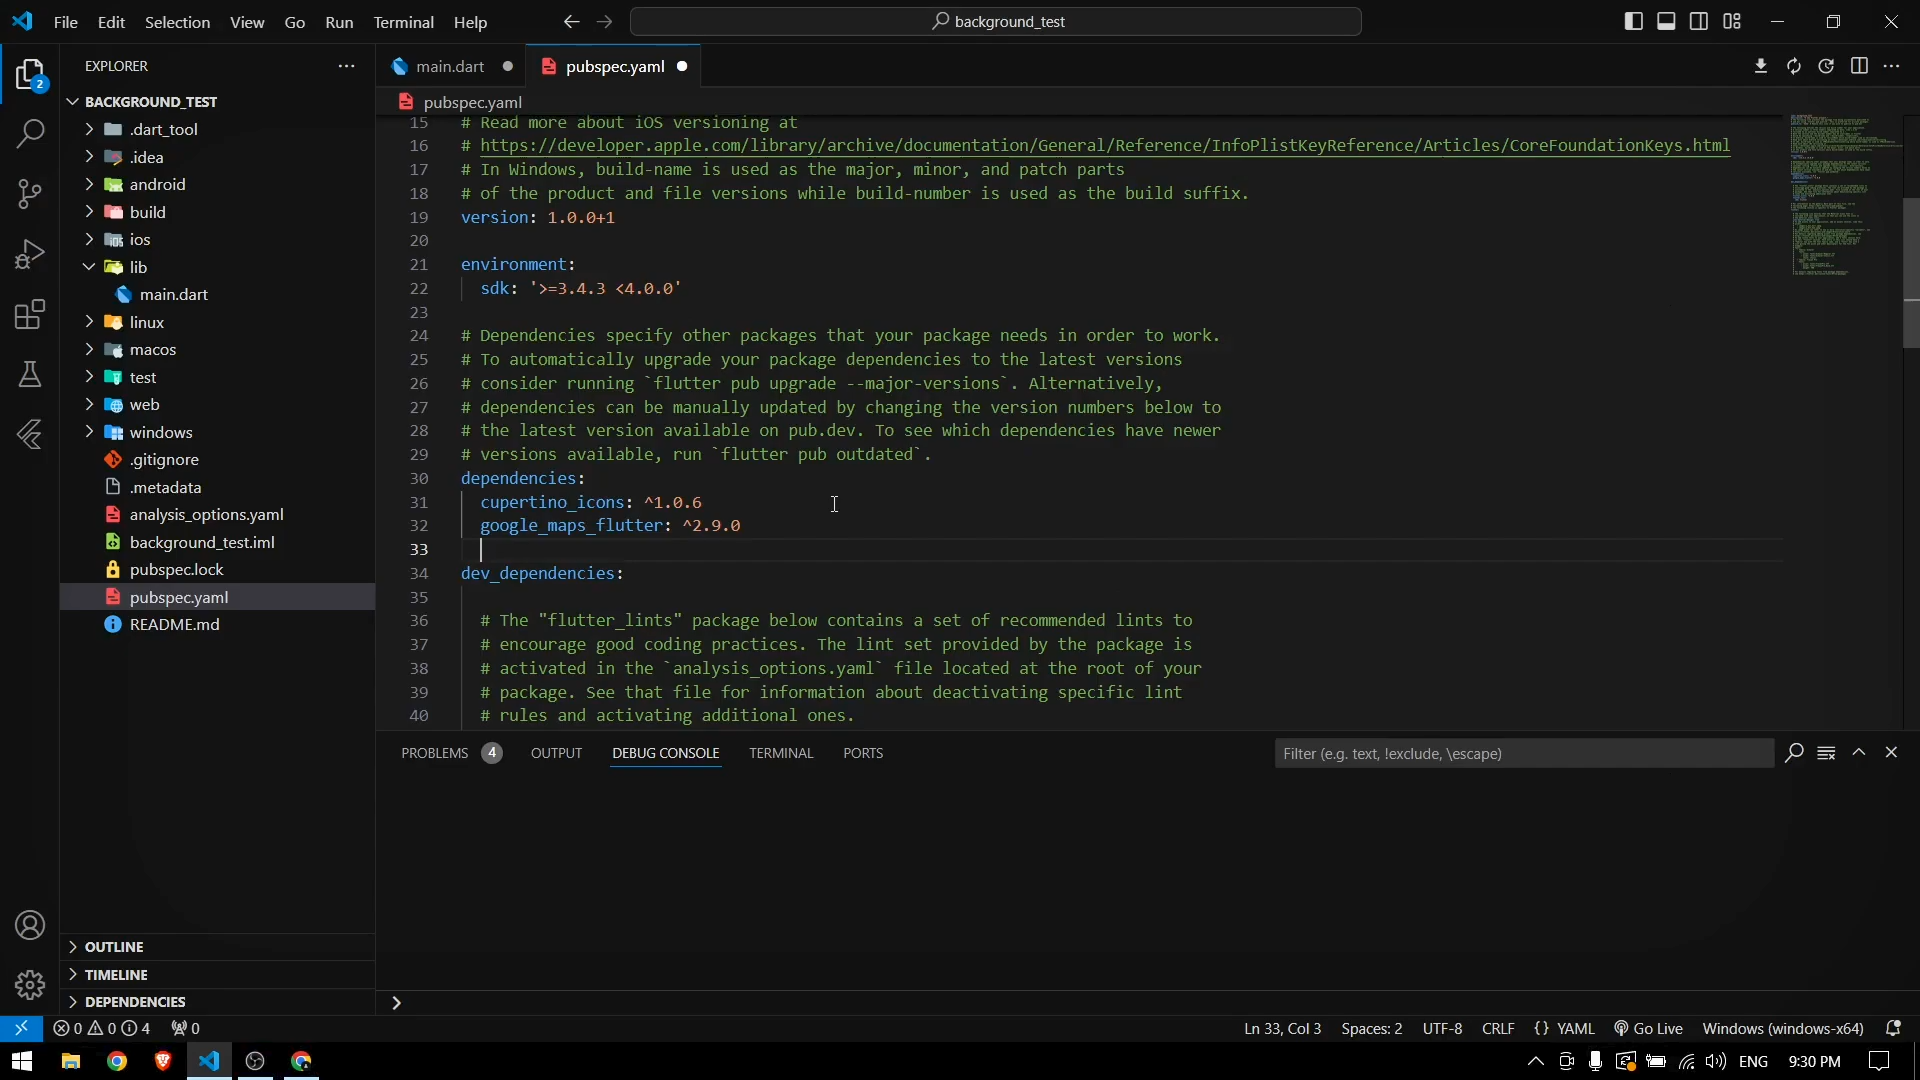 File Edit Selection View Go Run Terminal Help
background_test
EXPLORER
BACKGROUND_TEST
.dart_tool
.idea
android
build
ios
lib
main.dart
linux
macos
test
web
windows
.gitignore
.metadata
analysis_options.yaml
background_test.iml
pubspec.lock
pubspec.yaml
README.md
OUTLINE
TIMELINE
DEPENDENCIES
2
main.dart
pubspec.yaml
pubspec.yaml
15 # Read more about iOS versioning at
16 # https://developer.apple.com/library/archive/documentation/General/Reference/InfoPlistKeyReference/Articles/CoreFoundationKeys.html
17 # In Windows, build-name is used as the major, minor, and patch parts
18 # of the product and file versions while build-number is used as the build suffix.
19 version: 1.0.0+1
20
21 environment:
22 sdk: '>=3.4.3 <4.0.0'
23
24 # Dependencies specify other packages that your package needs in order to work.
25 # To automatically upgrade your package dependencies to the latest versions
26 # consider running `flutter pub upgrade --major-versions`. Alternatively,
27 # dependencies can be manually updated by changing the version numbers below to
28 # the latest version available on pub.dev. To see which dependencies have newer
29 # versions available, run `flutter pub outdated`.
30 dependencies:
31 cupertino_icons: ^1.0.6
32 google_maps_flutter: ^2.9.0
33
34 dev_dependencies:
35
36 # The "flutter_lints" package below contains a set of recommended lints to
37 # encourage good coding practices. The lint set provided by the package is
38 # activated in the `analysis_options.yaml` file located at the root of your
39 # package. See that file for information about deactivating specific lint
40 # rules and activating additional ones.
PROBLEMS 4 OUTPUT DEBUG CONSOLE TERMINAL PORTS
Filter (e.g. text, !exclude, \escape)
0 0 4 0
Ln 33, Col 3 Spaces: 2 UTF-8 CRLF {} YAML Go Live Windows (windows-x64)
ENG 9:30 PM